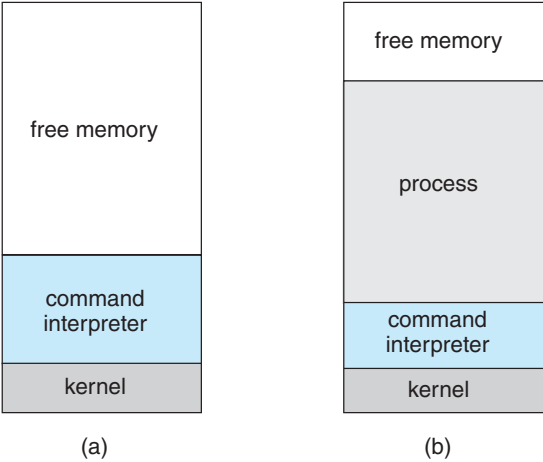 free memory
command
interpreter
kernel
(a)
free memory
process
command
interpreter
kernel
(b)